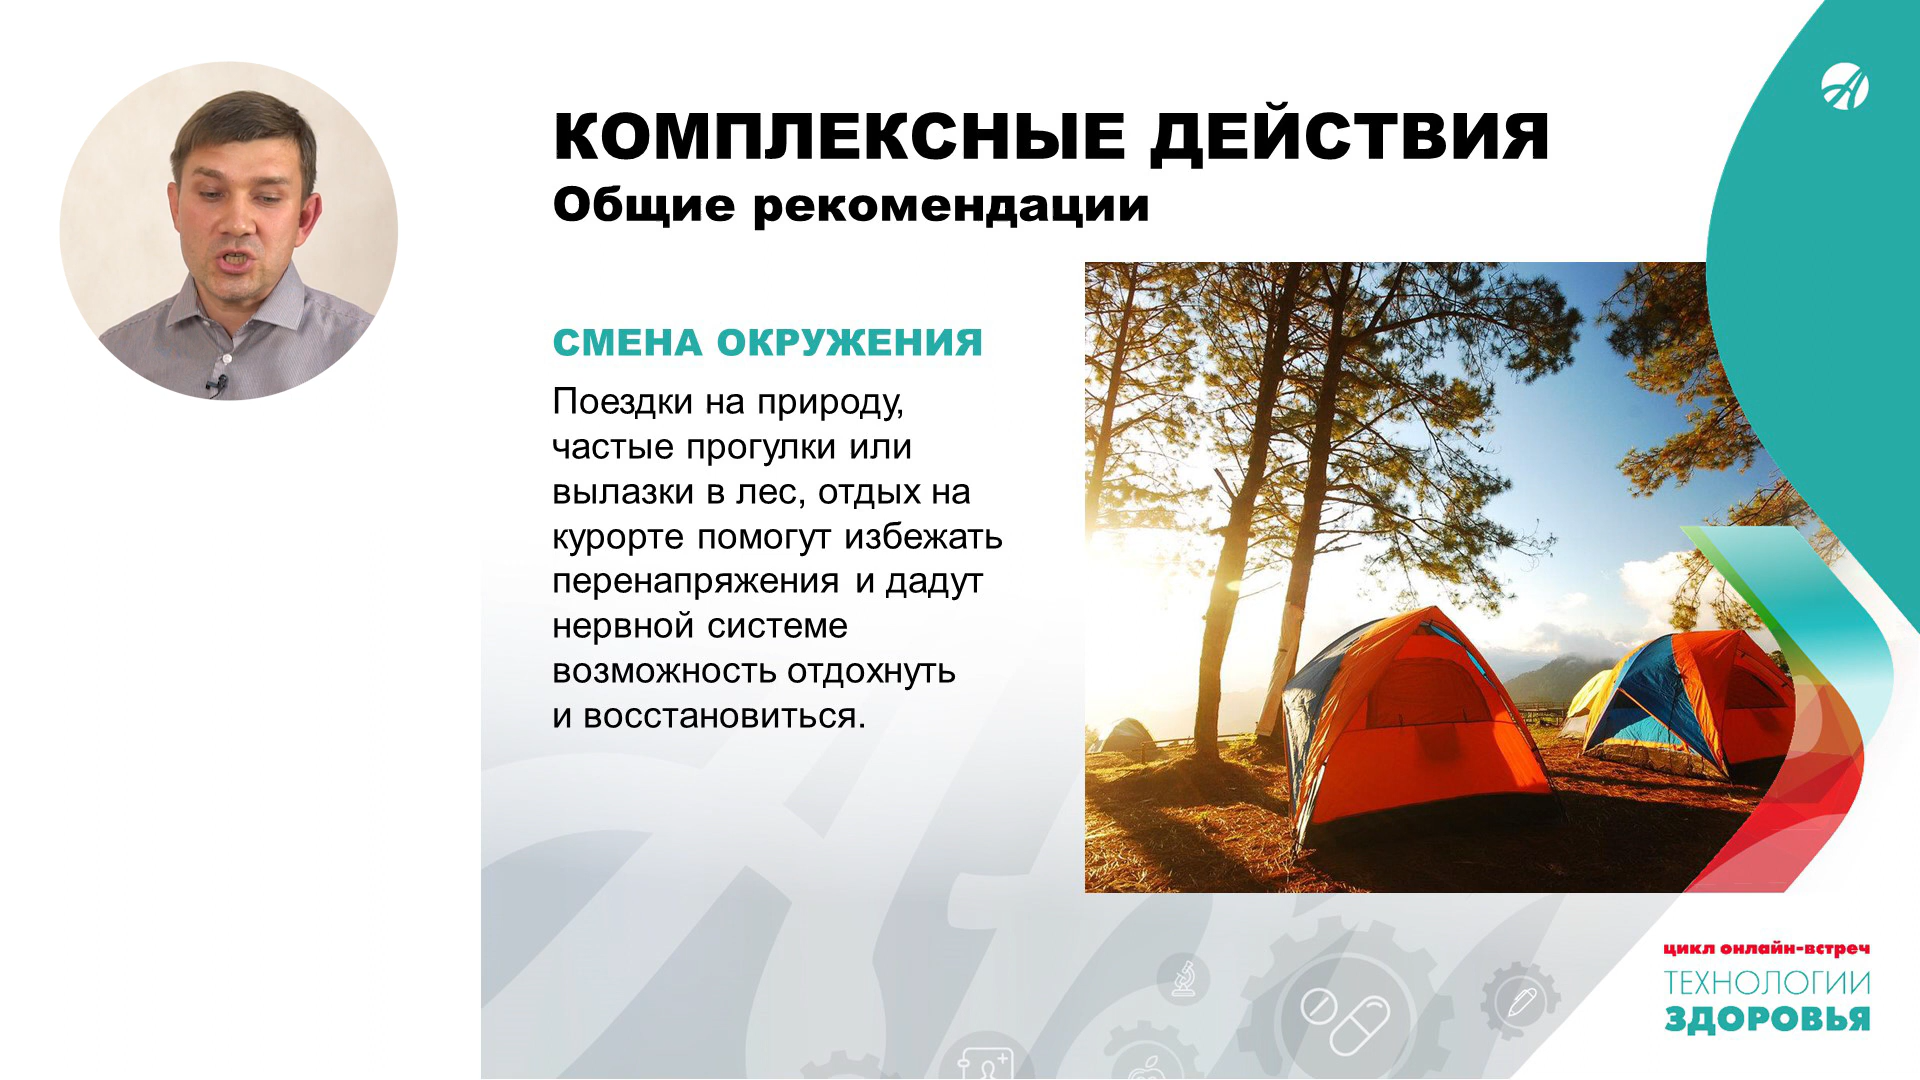 КОМПЛЕКСНЫЕ ДЕЙСТВИЯ
Общие рекомендации
СМЕНА ОКРУЖЕНИЯ
Поездки на природу,
частые прогулки или
вылазки в лес, отдых на
курорте помогут избежать
перенапряжения и дадут
нервной системе
возможность отдохнуть
и восстановиться.
цикл онлайн-встреч
ТЕХНОЛОГИИ
ЗДОРОВЬЯ